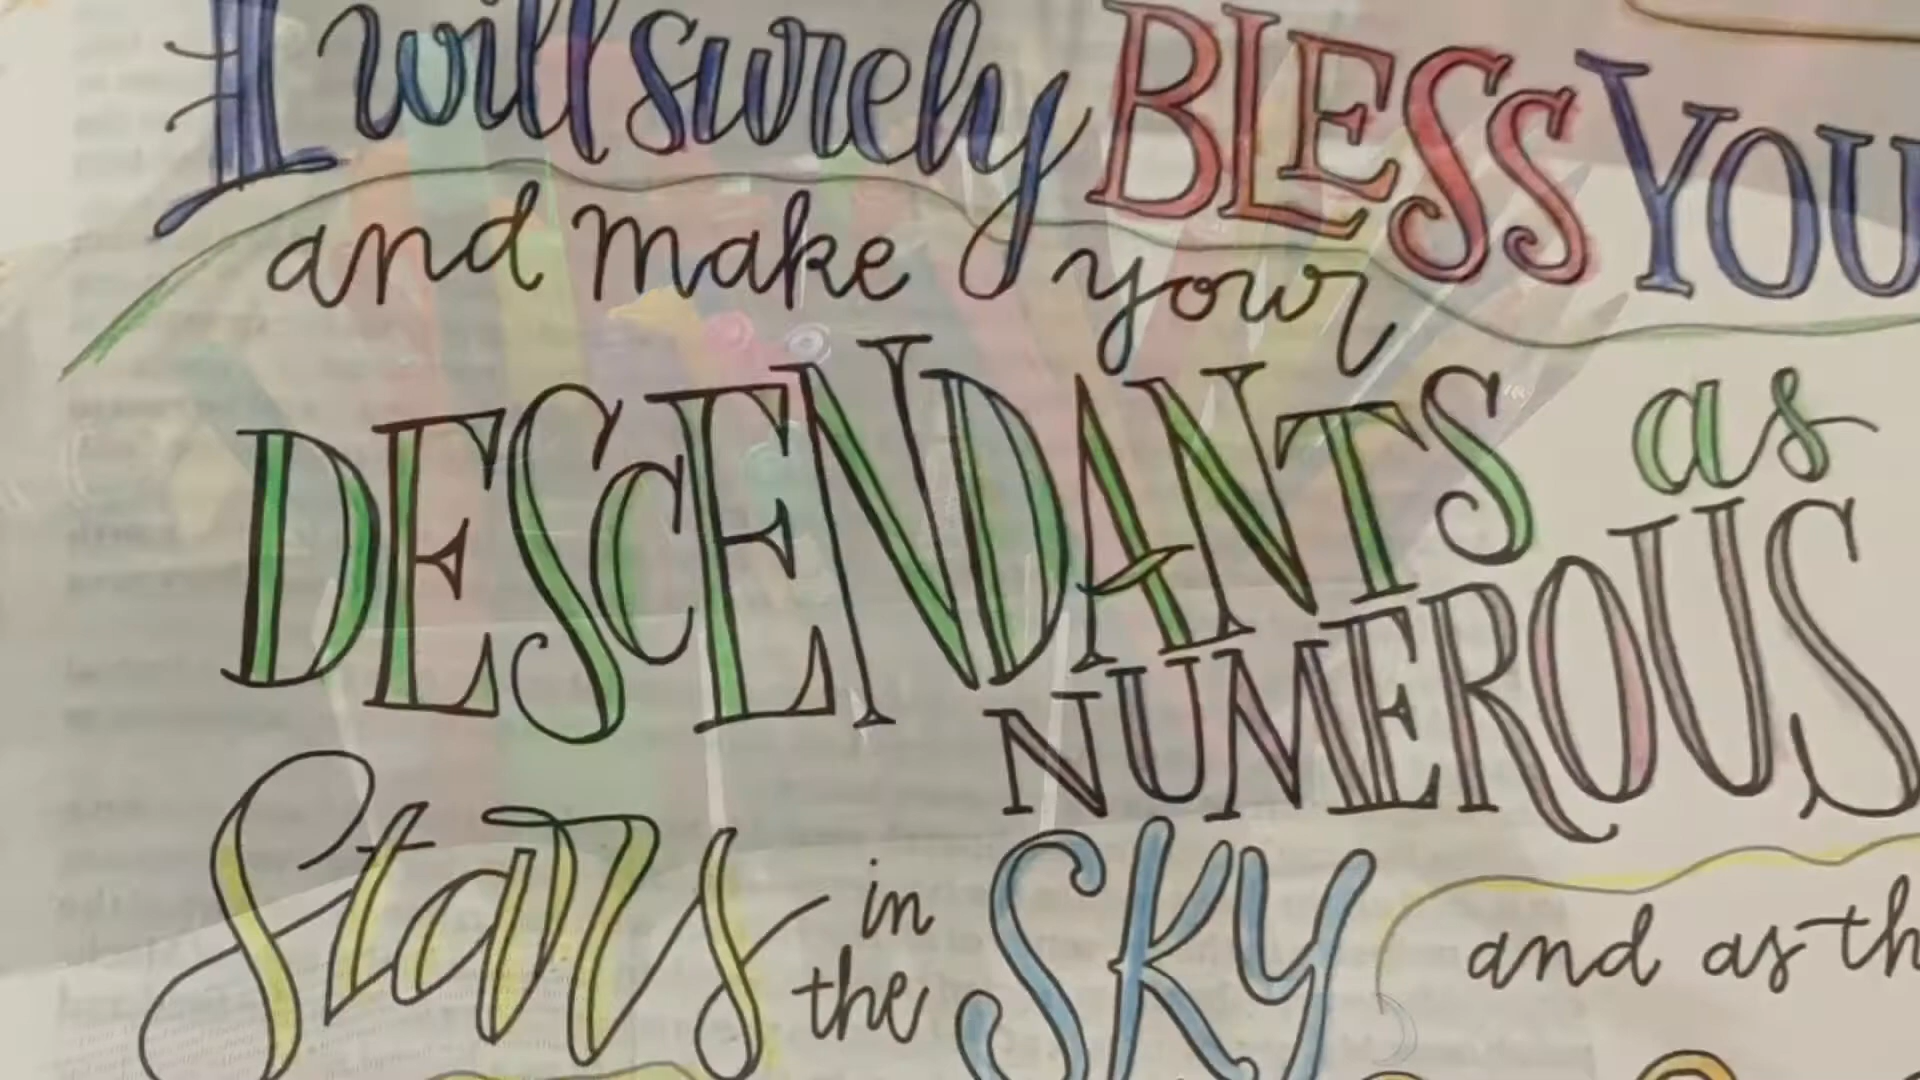 I will surely BLESS YOU
and make your
DESCENDANTS as
NUMEROUS
Stars in the SKY
and as th